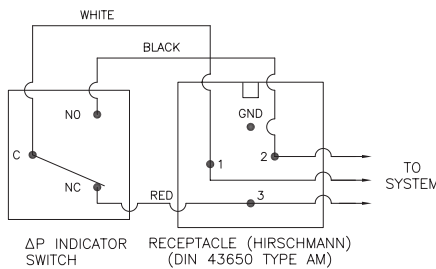 WHITE
BLACK
NO
GND
C
1
2
NC
RED
3
TO
SYSTEM
ΔP INDICATOR
SWITCH
RECEPTACLE (HIRSCHMANN)
(DIN 43650 TYPE AM)